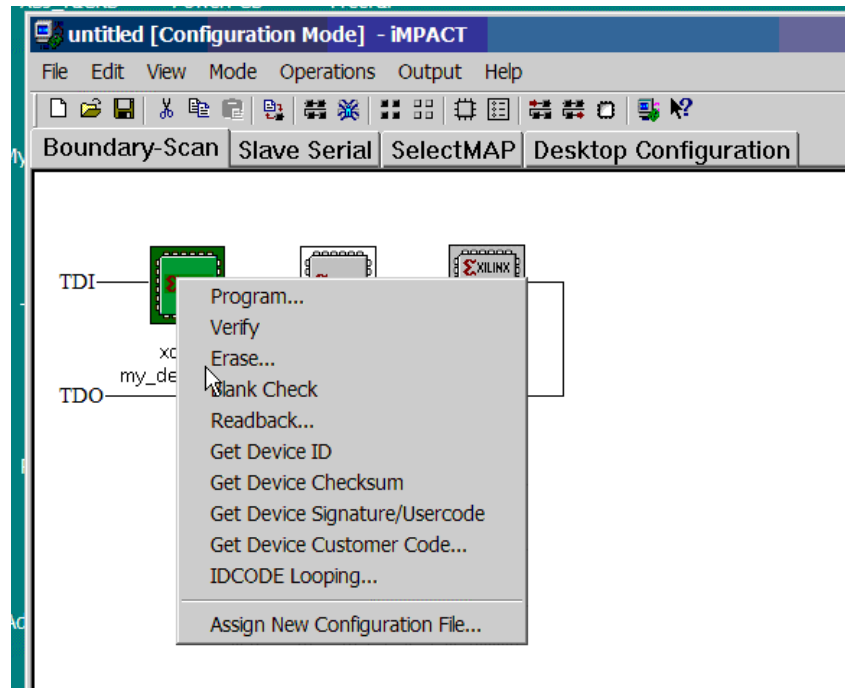 untitled [Configuration Mode] - iMPACT
File Edit View Mode Operations Output Help
Boundary-Scan Slave Serial SelectMAP Desktop Configuration
TDI
XILINX
Program...
Verify
xc
Erase...
my_de
Blank Check
TDO
Readback...
Get Device ID
Get Device Checksum
Get Device Signature/Usercode
Get Device Customer Code...
IDCODE Looping...
Assign New Configuration File...